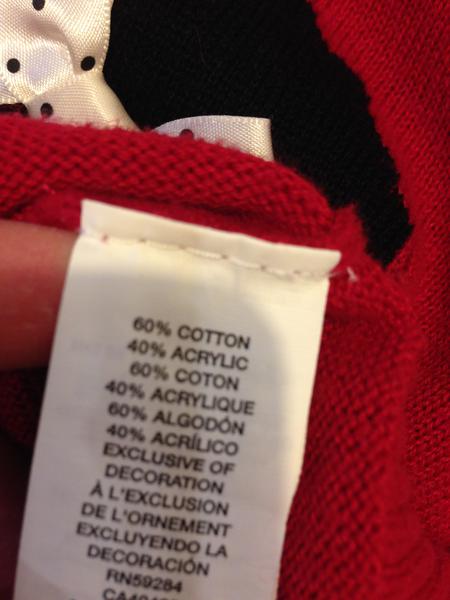 60% COTTON
40% ACRYLIC
60% COTON
40% ACRYLIQUE
60% ALGODÓN
40% ACRÍLICO
EXCLUSIVE OF
DECORATION
À L'EXCLUSION
DE L'ORNEMENT
EXCLUYENDO LA
DECORACIÓN
RN59284